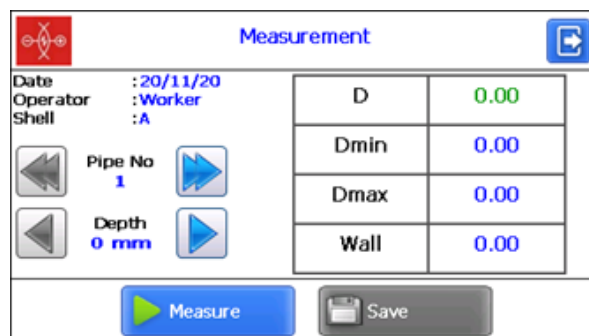 Measurement
Date :20/11/20
Operator :Worker
Shell :A
Pipe No
1
Depth
0 mm
D 0.00
Dmin 0.00
Dmax 0.00
Wall 0.00
Measure
Save